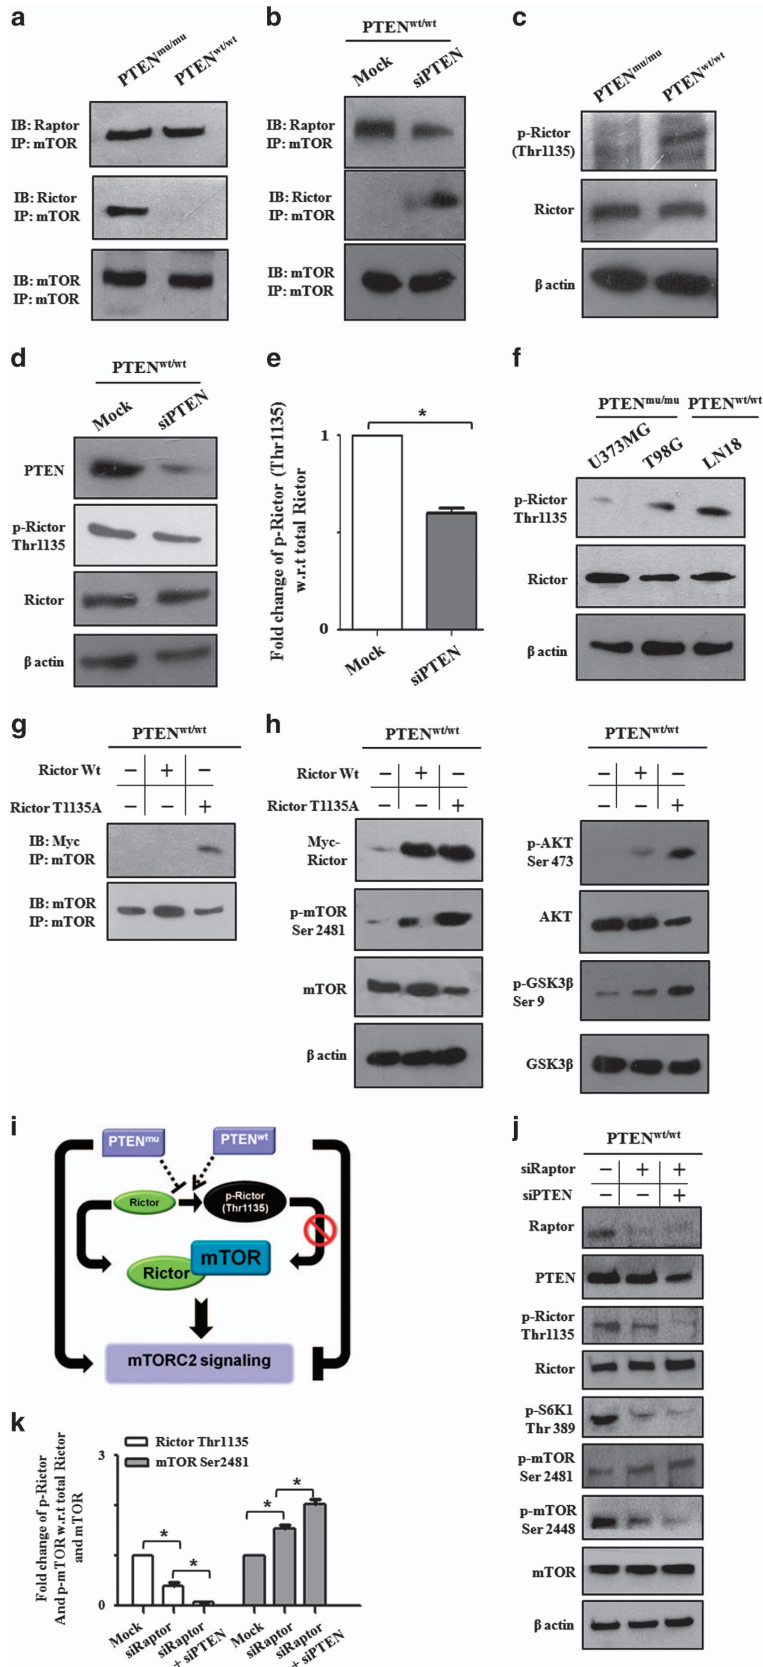 a
PTENmu/mu
PTENwt/wt
IB: Raptor
IP: mTOR
IB: Rictor
IP: mTOR
IB: mTOR
IP: mTOR
b
PTENwt/wt
Mock
siPTEN
IB: Raptor
IP: mTOR
IB: Rictor
IP: mTOR
IB: mTOR
IP: mTOR
c
PTENmu/mu
PTENwt/wt
p-Rictor
(Thr1135)
Rictor
β actin
d
PTENwt/wt
Mock
siPTEN
PTEN
p-Rictor
Thr1135
Rictor
β actin
e
Fold change of p-Rictor (Thr1135)
w.r.t total Rictor
1
*
0
Mock
siPTEN
f
PTENmu/mu PTENwt/wt
U373MG
T98G
LN18
p-Rictor
Thr1135
Rictor
β actin
g
PTENwt/wt
Rictor Wt − + −
Rictor T1135A − − +
IB: Myc
IP: mTOR
IB: mTOR
IP: mTOR
h
PTENwt/wt
Rictor Wt − + −
Rictor T1135A − − +
Myc-
Rictor
p-mTOR
Ser 2481
mTOR
β actin
PTENwt/wt
− + −
− − +
p-AKT
Ser 473
AKT
p-GSK3β
Ser 9
GSK3β
i
PTENmu
PTENwt
Rictor
p-Rictor
(Thr1135)
mTOR
Rictor
mTORC2 signaling
j
PTENwt/wt
siRaptor − + +
siPTEN − − +
Raptor
PTEN
p-Rictor
Thr1135
Rictor
p-S6K1
Thr 389
p-mTOR
Ser 2481
p-mTOR
Ser 2448
mTOR
β actin
k
Fold change of p-Rictor
And p-mTOR w.r.t total Rictor
and mTOR
3
0
Rictor Thr1135
mTOR Ser2481
*
*
*
*
Mock
siRaptor
siRaptor
+ siPTEN
Mock
siRaptor
siRaptor
+ siPTEN